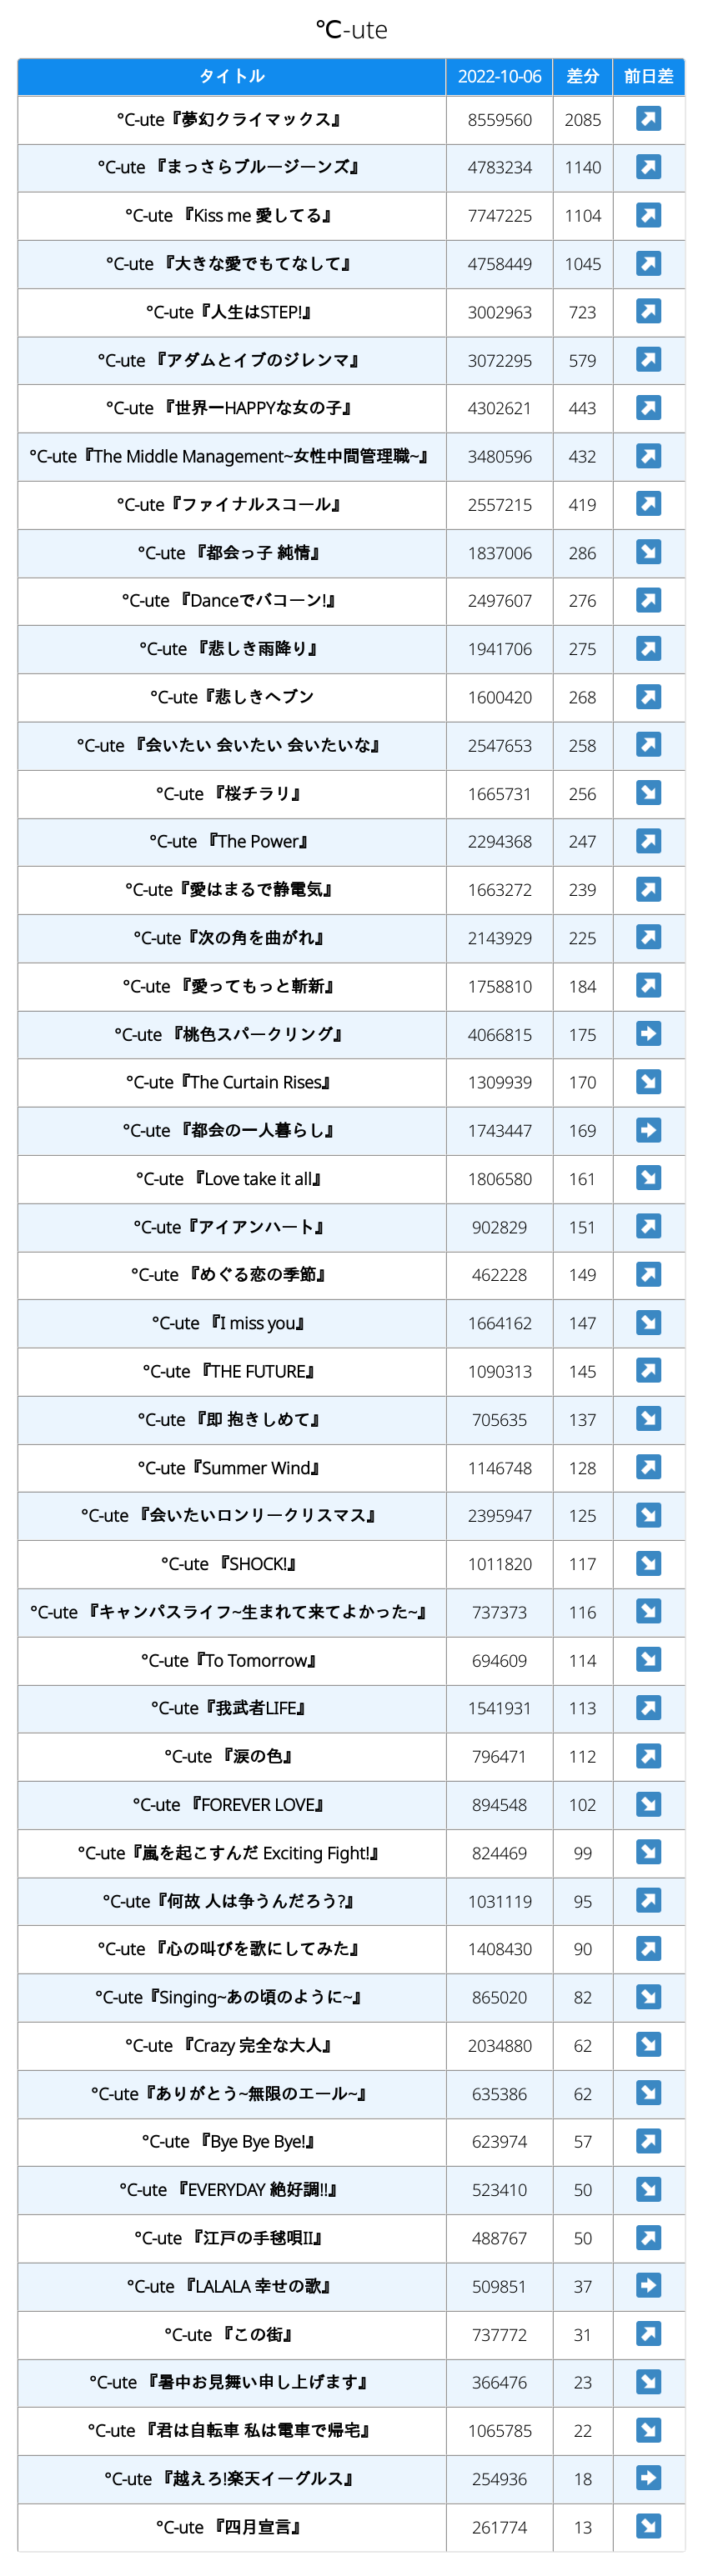 ℃-ute
タイトル 2022-10-06 差分 前日差
°C-ute『夢幻クライマックス』 8559560 2085 ↗
°C-ute 『まっさらブルージーンズ』 4783234 1140 ↗
°C-ute 『Kiss me 愛してる』 7747225 1104 ↗
°C-ute 『大きな愛でもてなして』 4758449 1045 ↗
°C-ute『人生はSTEP!』 3002963 723 ↗
°C-ute 『アダムとイブのジレンマ』 3072295 579 ↗
°C-ute 『世界一HAPPYな女の子』 4302621 443 ↗
°C-ute『The Middle Management~女性中間管理職~』 3480596 432 ↗
°C-ute『ファイナルスコール』 2557215 419 ↗
°C-ute 『都会っ子 純情』 1837006 286 ↘
°C-ute 『Danceでバコーン!』 2497607 276 ↗
°C-ute 『悲しき雨降り』 1941706 275 ↗
°C-ute『悲しきヘブン 1600420 268 ↗
°C-ute 『会いたい 会いたい 会いたいな』 2547653 258 ↗
°C-ute 『桜チラリ』 1665731 256 ↘
°C-ute 『The Power』 2294368 247 ↗
°C-ute『愛はまるで静電気』 1663272 239 ↗
°C-ute『次の角を曲がれ』 2143929 225 ↗
°C-ute 『愛ってもっと斬新』 1758810 184 ↗
°C-ute 『桃色スパークリング』 4066815 175 ➡
°C-ute『The Curtain Rises』 1309939 170 ↘
°C-ute 『都会の一人暮らし』 1743447 169 ➡
°C-ute 『Love take it all』 1806580 161 ↘
°C-ute『アイアンハート』 902829 151 ↗
°C-ute 『めぐる恋の季節』 462228 149 ↗
°C-ute 『I miss you』 1664162 147 ↘
°C-ute 『THE FUTURE』 1090313 145 ↗
°C-ute 『即 抱きしめて』 705635 137 ↘
°C-ute『Summer Wind』 1146748 128 ↗
°C-ute 『会いたいロンリークリスマス』 2395947 125 ↘
°C-ute 『SHOCK!』 1011820 117 ↘
°C-ute 『キャンパスライフ~生まれて来てよかった~』 737373 116 ↘
°C-ute『To Tomorrow』 694609 114 ↘
°C-ute『我武者LIFE』 1541931 113 ↗
°C-ute 『涙の色』 796471 112 ↗
°C-ute 『FOREVER LOVE』 894548 102 ↘
°C-ute『嵐を起こすんだ Exciting Fight!』 824469 99 ↘
°C-ute『何故 人は争うんだろう?』 1031119 95 ↗
°C-ute 『心の叫びを歌にしてみた』 1408430 90 ↗
°C-ute『Singing~あの頃のように~』 865020 82 ↘
°C-ute 『Crazy 完全な大人』 2034880 62 ↘
°C-ute『ありがとう~無限のエール~』 635386 62 ↘
°C-ute 『Bye Bye Bye!』 623974 57 ↗
°C-ute 『EVERYDAY 絶好調!!』 523410 50 ↘
°C-ute 『江戸の手毬唄II』 488767 50 ↗
°C-ute 『LALALA 幸せの歌』 509851 37 ➡
°C-ute 『この街』 737772 31 ↗
°C-ute 『暑中お見舞い申し上げます』 366476 23 ↘
°C-ute 『君は自転車 私は電車で帰宅』 1065785 22 ↘
°C-ute 『越えろ!楽天イーグルス』 254936 18 ➡
°C-ute 『四月宣言』 261774 13 ↘